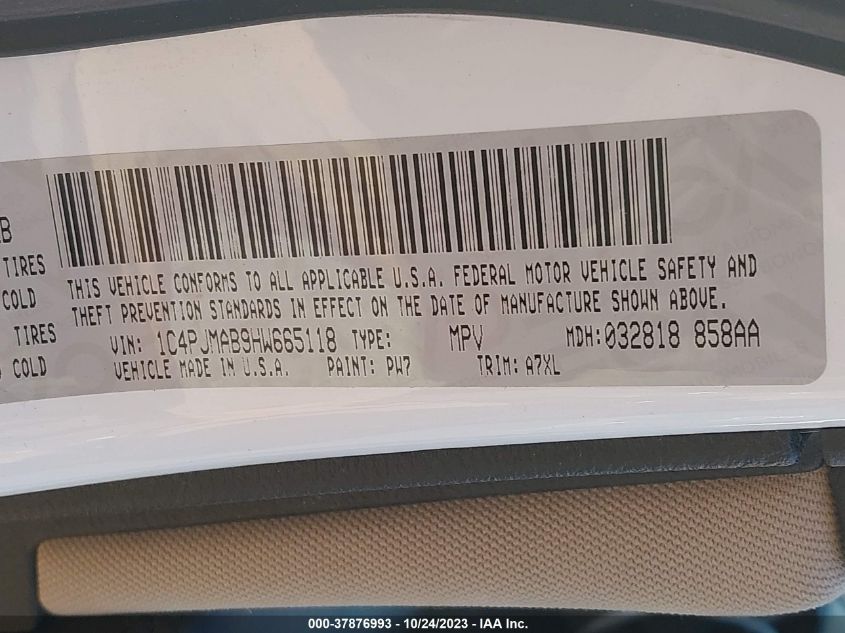 B
TIRES
COLD
TIRES
COLD
THIS VEHICLE CONFORMS TO ALL APPLICABLE U.S.A. FEDERAL MOTOR VEHICLE SAFETY AND
THEFT PREVENTION STANDARDS IN EFFECT ON THE DATE OF MANUFACTURE SHOWN ABOVE.
VIN: 1C4PJMAB9HW665118 TYPE: MPV MDH:032818 858AA
VEHICLE MADE IN U.S.A. PAINT: PW7 TRIM: A7XL
000-37876993 - 10/24/2023 - IAA Inc.